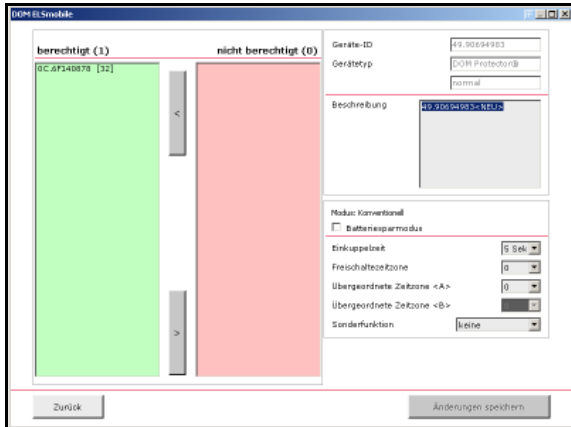 DOM ELSmobile
berechtigt (1)
nicht berechtigt (0)
0C.6F140878 [32]
<
>
Geräte-ID
49.90694983
Gerätetyp
DOM Protector®
normal
Beschreibung
49.90694983<NEU>
Modus: Konventionell
Batteriesparmodus
Einkuppelzeit
5 Sek
Freischaltezeitzone
0
Übergeordnete Zeitzone <A>
0
Übergeordnete Zeitzone <B>
Sonderfunktion
keine
Zurück
Änderungen speichern